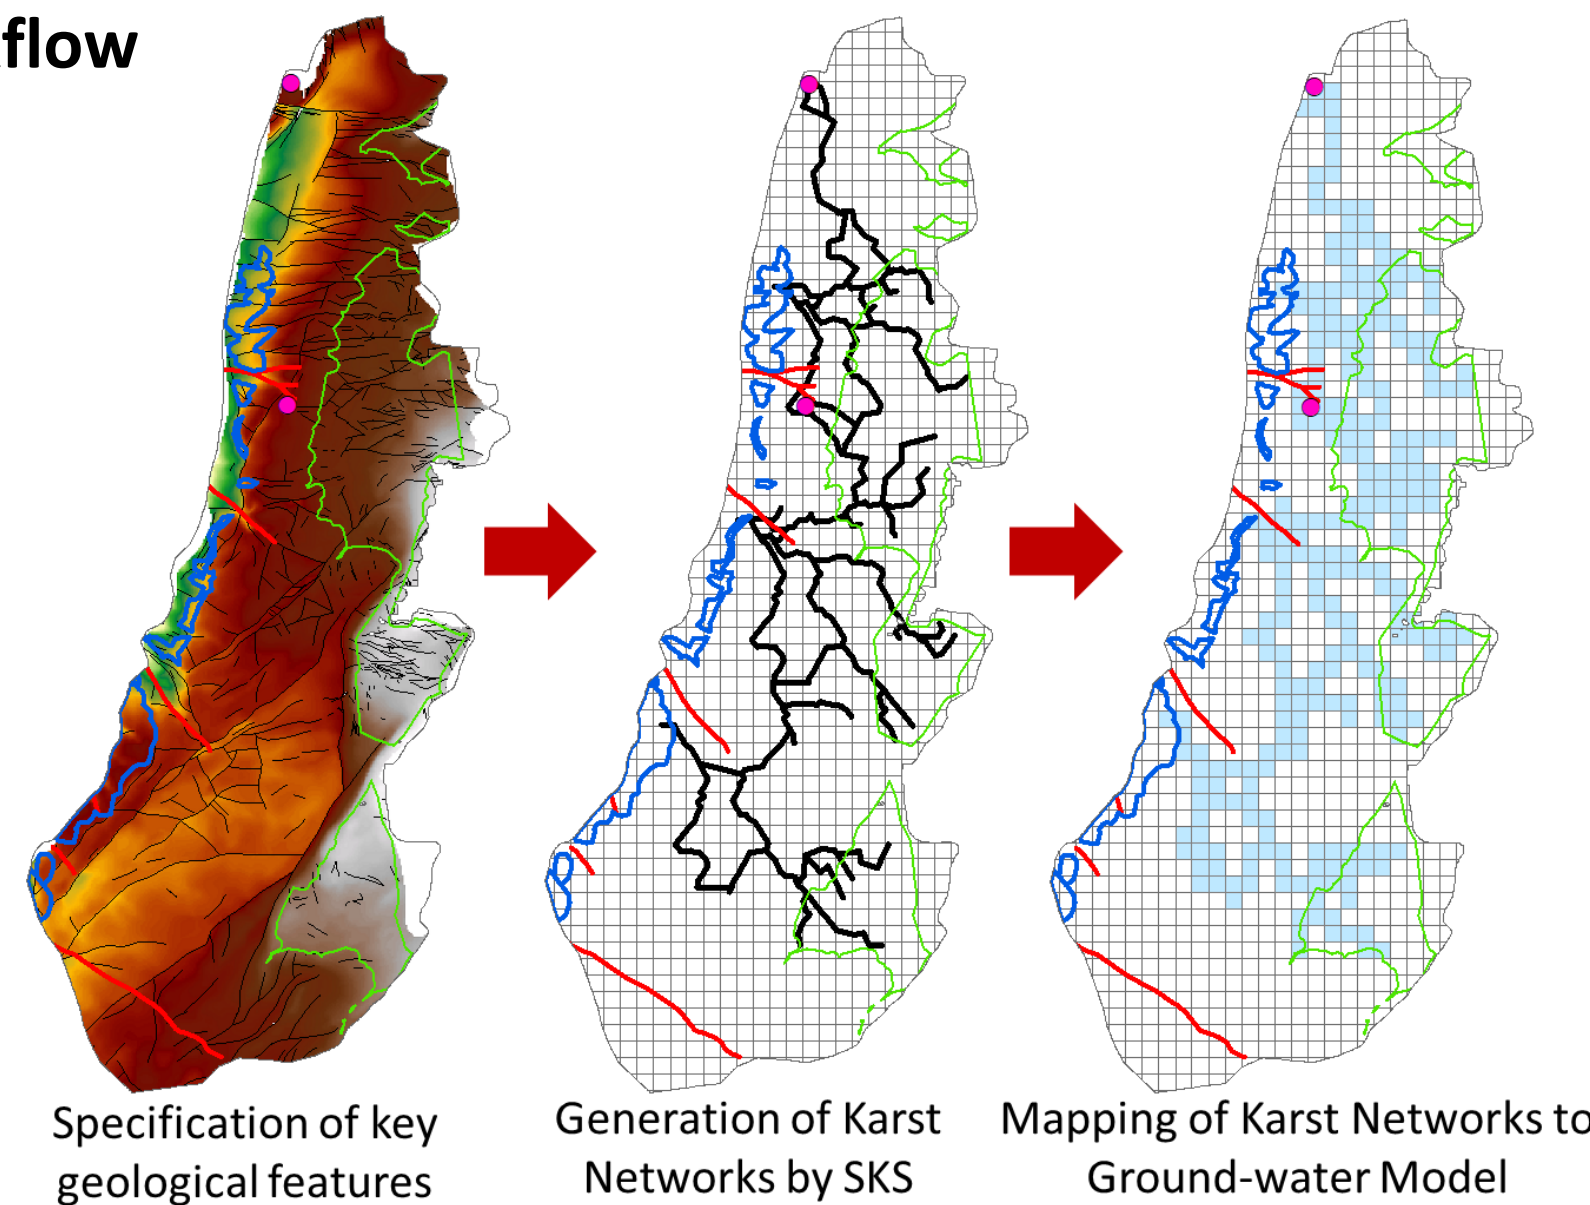 flow
Specification of key
geological features
Generation of Karst
Networks by SKS
Mapping of Karst Networks to
Ground-water Model